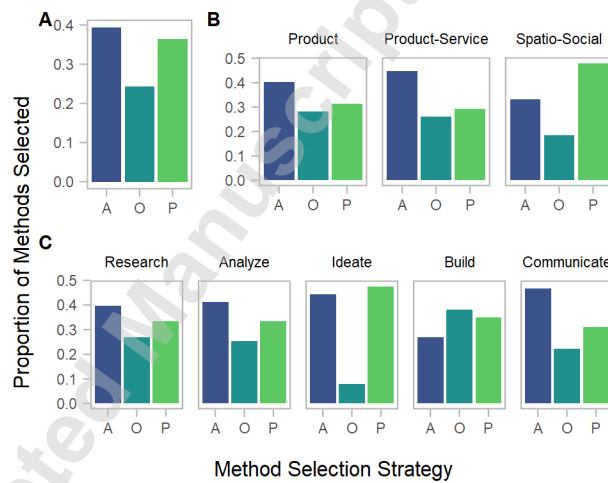 A
B
Product
Product-Service
Spatio-Social
0.4
0.3
0.2
0.1
0.0
0.5
0.4
0.3
0.2
0.1
0.0
A O P
A O P
A O P
A O P
Proportion of Methods Selected
C
Research
Analyze
Ideate
Build
Communicate
0.5
0.4
0.3
0.2
0.1
0.0
A O P
A O P
A O P
A O P
A O P
Method Selection Strategy